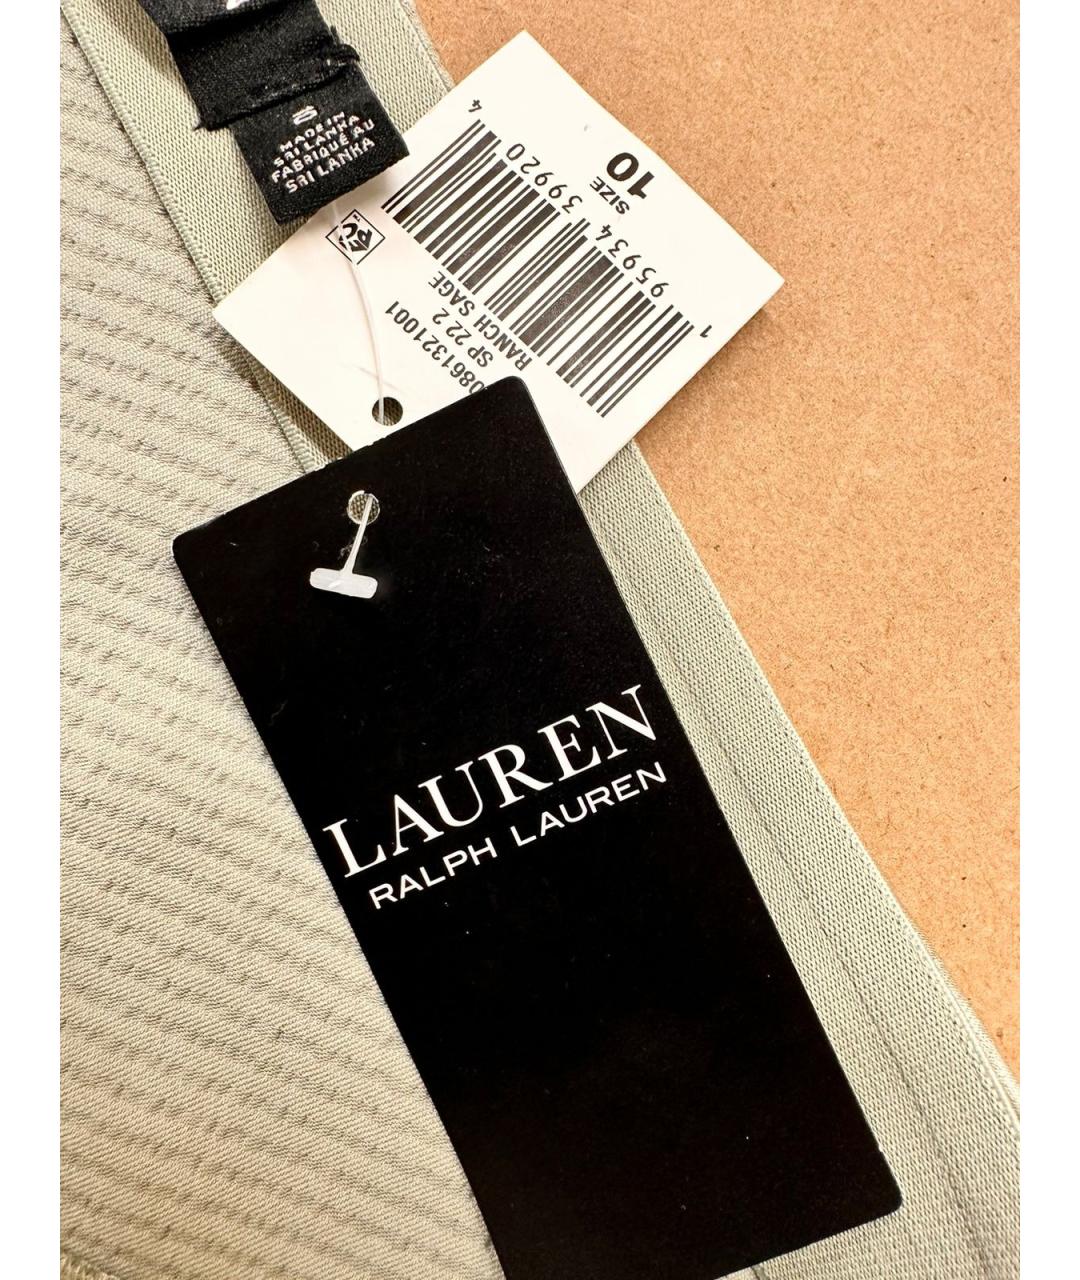 10
MADE IN
SRI LANKA
FABRIQUÉ AU
SRI LANKA
SIZE
10
1 95934 39920 4
RANCH SAGE
SP 22 2
0861321001
LAUREN
RALPH LAUREN